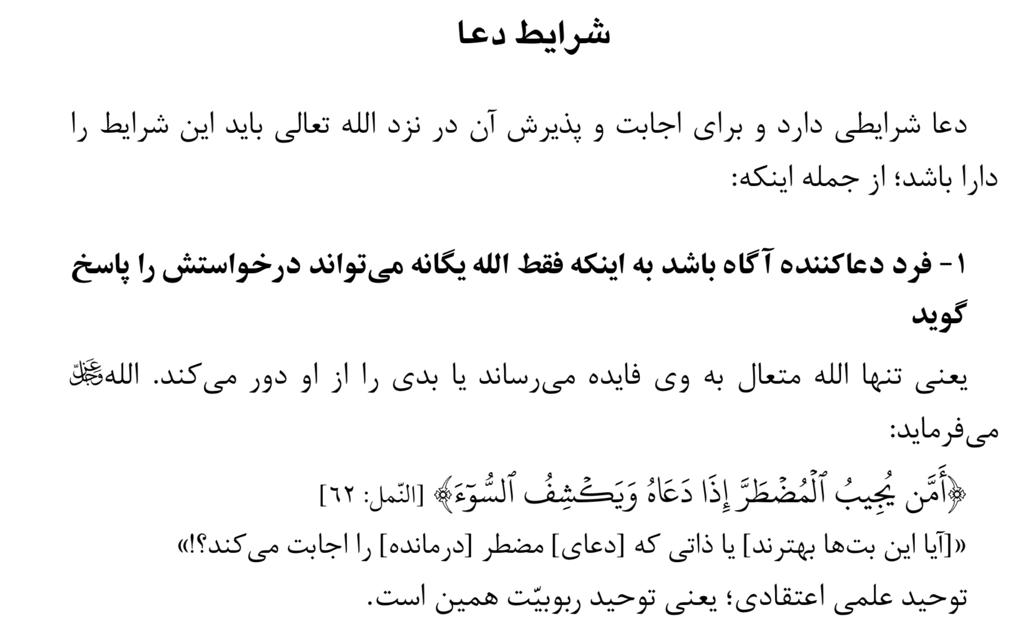 شرایط دعا
دعا شرایطی دارد و برای اجابت و پذیرش آن در نزد الله تعالی باید این شرایط را
دارا باشد؛ از جمله اینکه:
۱- فرد دعاکننده آگاه باشد به اینکه فقط الله یگانه می‌تواند درخواستش را پاسخ
گوید
یعنی تنها الله متعال به وی فایده می‌رساند یا بدی را از او دور می‌کند. الله عزوجل
می‌فرماید:
﴿أَمَّن يُجِيبُ ٱلۡمُضۡطَرَّ إِذَا دَعَاهُ وَيَكۡشِفُ ٱلسُّوٓءَ﴾ [النّمل: ۶۲]
«[آیا این بت‌ها بهترند] یا ذاتی که [دعای] مضطر [درمانده] را اجابت می‌کند؟!»
توحید علمی اعتقادی؛ یعنی توحید ربوبیّت همین است.